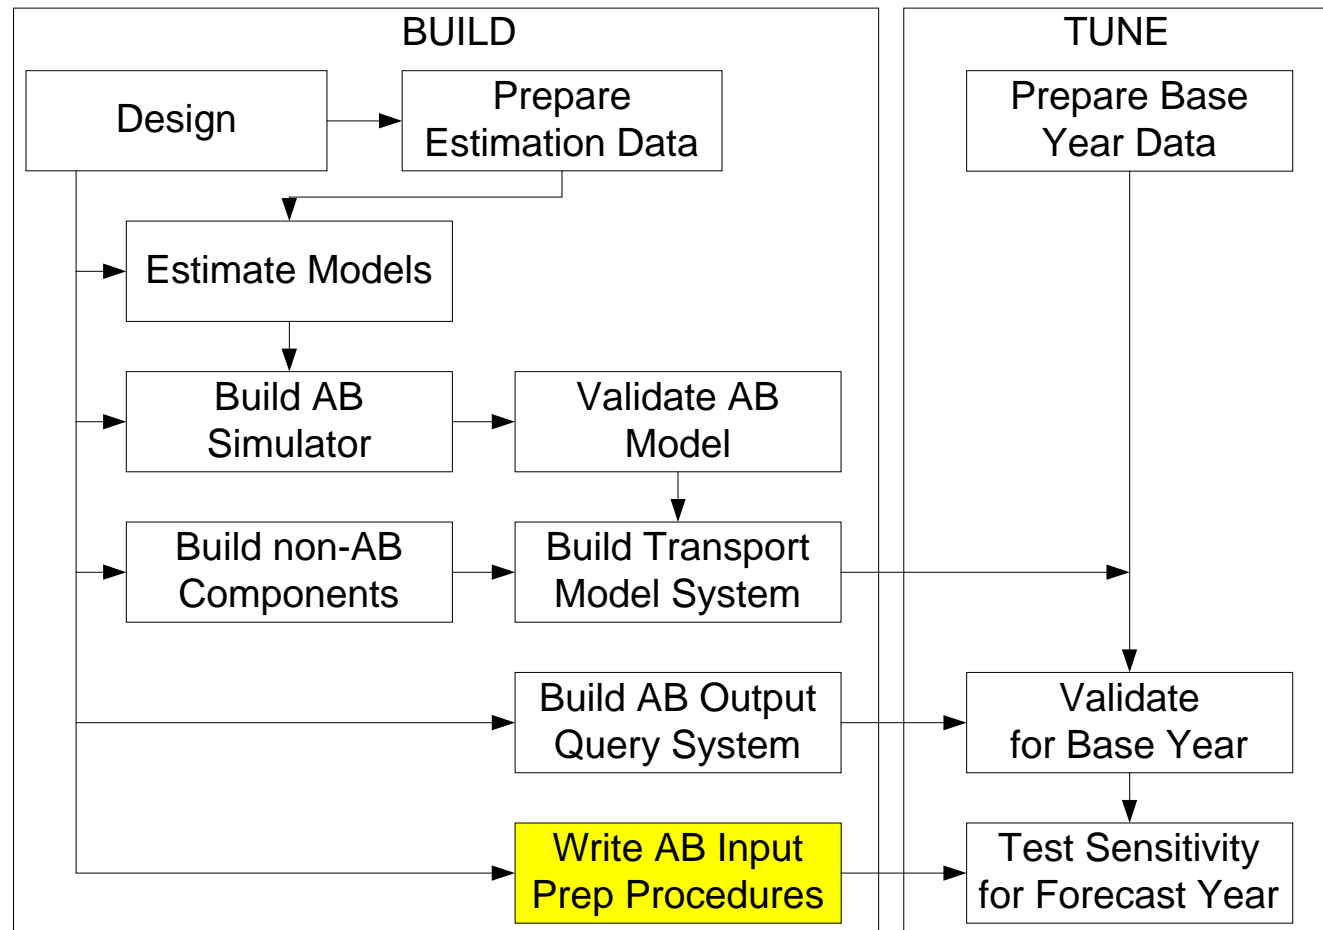 BUILD
TUNE
Design
Prepare
Estimation Data
Prepare Base
Year Data
Estimate Models
Build AB
Simulator
Validate AB
Model
Build non-AB
Components
Build Transport
Model System
Build AB Output
Query System
Validate
for Base Year
Write AB Input
Prep Procedures
Test Sensitivity
for Forecast Year